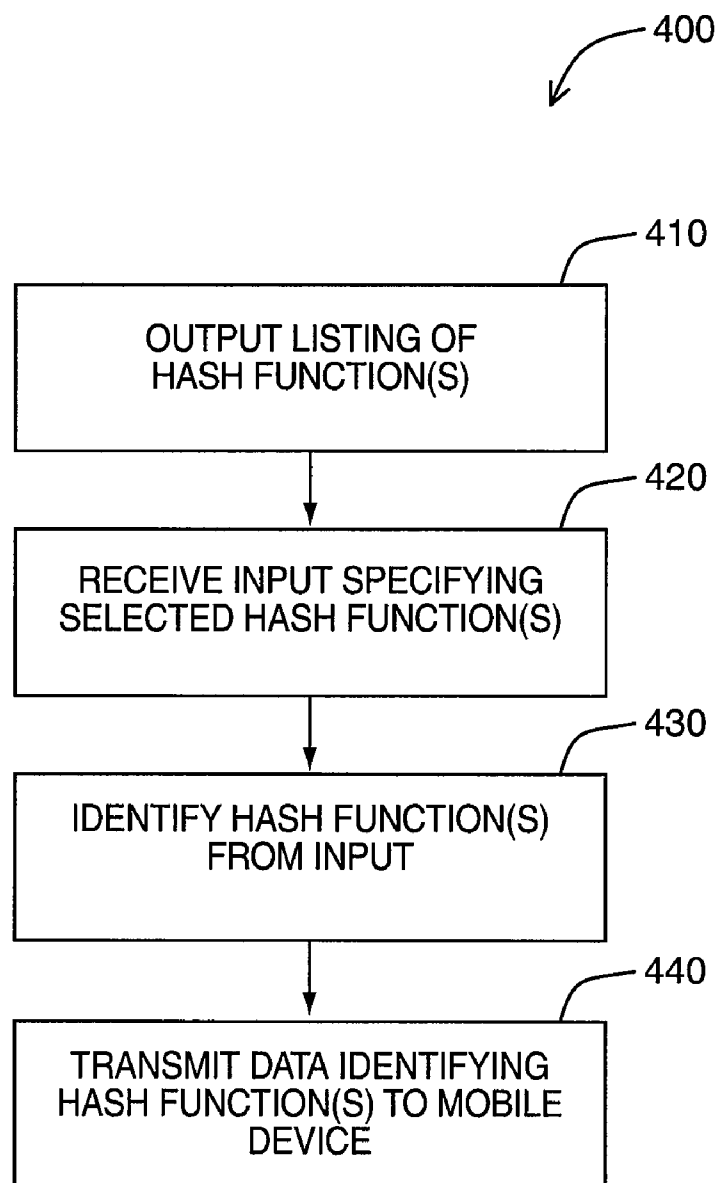 400
410
OUTPUT LISTING OF
HASH FUNCTION(S)
420
RECEIVE INPUT SPECIFYING
SELECTED HASH FUNCTION(S)
430
IDENTIFY HASH FUNCTION(S)
FROM INPUT
440
TRANSMIT DATA IDENTIFYING
HASH FUNCTION(S) TO MOBILE
DEVICE